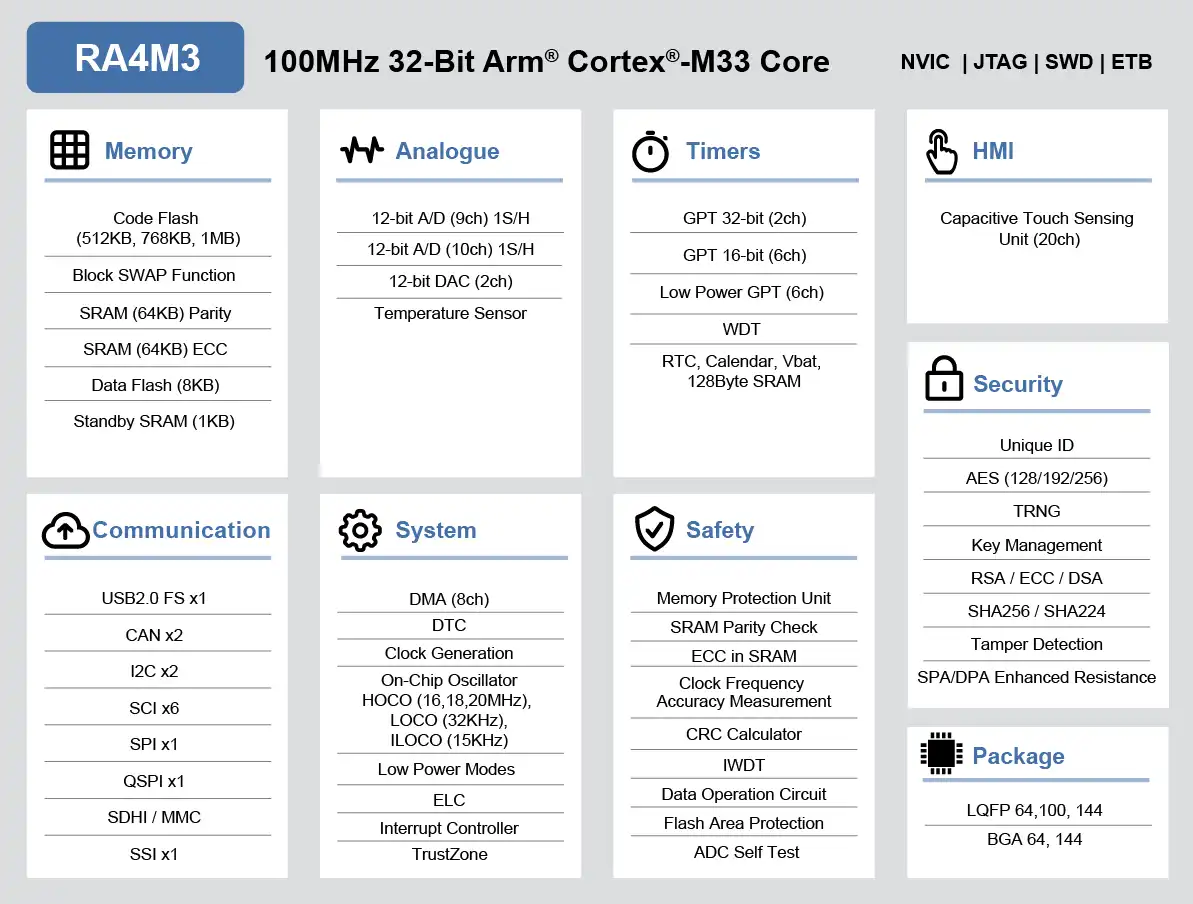 RA4M3
100MHz 32-Bit Arm® Cortex®-M33 Core
NVIC | JTAG | SWD | ETB
Memory
Code Flash
(512KB, 768KB, 1MB)
Block SWAP Function
SRAM (64KB) Parity
SRAM (64KB) ECC
Data Flash (8KB)
Standby SRAM (1KB)
Analogue
12-bit A/D (9ch) 1S/H
12-bit A/D (10ch) 1S/H
12-bit DAC (2ch)
Temperature Sensor
Timers
GPT 32-bit (2ch)
GPT 16-bit (6ch)
Low Power GPT (6ch)
WDT
RTC, Calendar, Vbat,
128Byte SRAM
HMI
Capacitive Touch Sensing
Unit (20ch)
Communication
USB2.0 FS x1
CAN x2
I2C x2
SCI x6
SPI x1
QSPI x1
SDHI / MMC
SSI x1
System
DMA (8ch)
DTC
Clock Generation
On-Chip Oscillator
HOCO (16,18,20MHz),
LOCO (32KHz),
ILOCO (15KHz)
Low Power Modes
ELC
Interrupt Controller
TrustZone
Safety
Memory Protection Unit
SRAM Parity Check
ECC in SRAM
Clock Frequency
Accuracy Measurement
CRC Calculator
IWDT
Data Operation Circuit
Flash Area Protection
ADC Self Test
Security
Unique ID
AES (128/192/256)
TRNG
Key Management
RSA / ECC / DSA
SHA256 / SHA224
Tamper Detection
SPA/DPA Enhanced Resistance
Package
LQFP 64,100, 144
BGA 64, 144